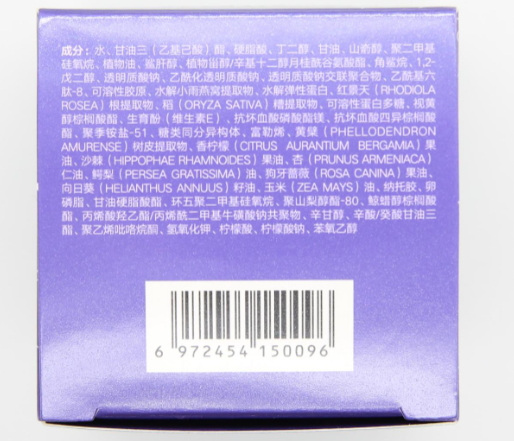 成分：水、甘油三（乙基己酸）酯、硬脂酸、丁二醇、甘油、山嵛醇、聚二甲基
硅氧烷、植物油、鲨肝醇、植物甾醇/辛基十二醇月桂酰谷氨酸酯、角鲨烷、1,2-
戊二醇、透明质酸钠、乙酰化透明质酸钠、透明质酸钠交联聚合物、乙酰基六
肽-8、可溶性胶原、水解小雨燕窝提取物、水解弹性蛋白、红景天（RHODIOLA
ROSEA）根提取物、稻（ORYZA SATIVA）糟提取物、可溶性蛋白多糖、视黄
醇棕榈酸酯、生育酚（维生素E）、抗坏血酸磷酸酯镁、抗坏血酸四异棕榈酸
酯、聚季铵盐-51、糖类同分异构体、富勒烯、黄檗（PHELLODENDRON
AMURENSE）树皮提取物、香柠檬（CITRUS AURANTIUM BERGAMIA）果
油、沙棘（HIPPOPHAE RHAMNOIDES）果油、杏（PRUNUS ARMENIACA）
仁油、鳄梨（PERSEA GRATISSIMA）油、狗牙蔷薇（ROSA CANINA）果油、
向日葵（HELIANTHUS ANNUUS）籽油、玉米（ZEA MAYS）油、纳托胶、卵
磷脂、甘油硬脂酸酯、环五聚二甲基硅氧烷、聚山梨醇酯-80、鲸蜡醇棕榈酸
酯、丙烯酸羟乙酯/丙烯酰二甲基牛磺酸钠共聚物、辛甘醇、辛酸/癸酸甘油三
酯、聚乙烯吡咯烷酮、氢氧化钾、柠檬酸、柠檬酸钠、苯氧乙醇
6 972454 150096